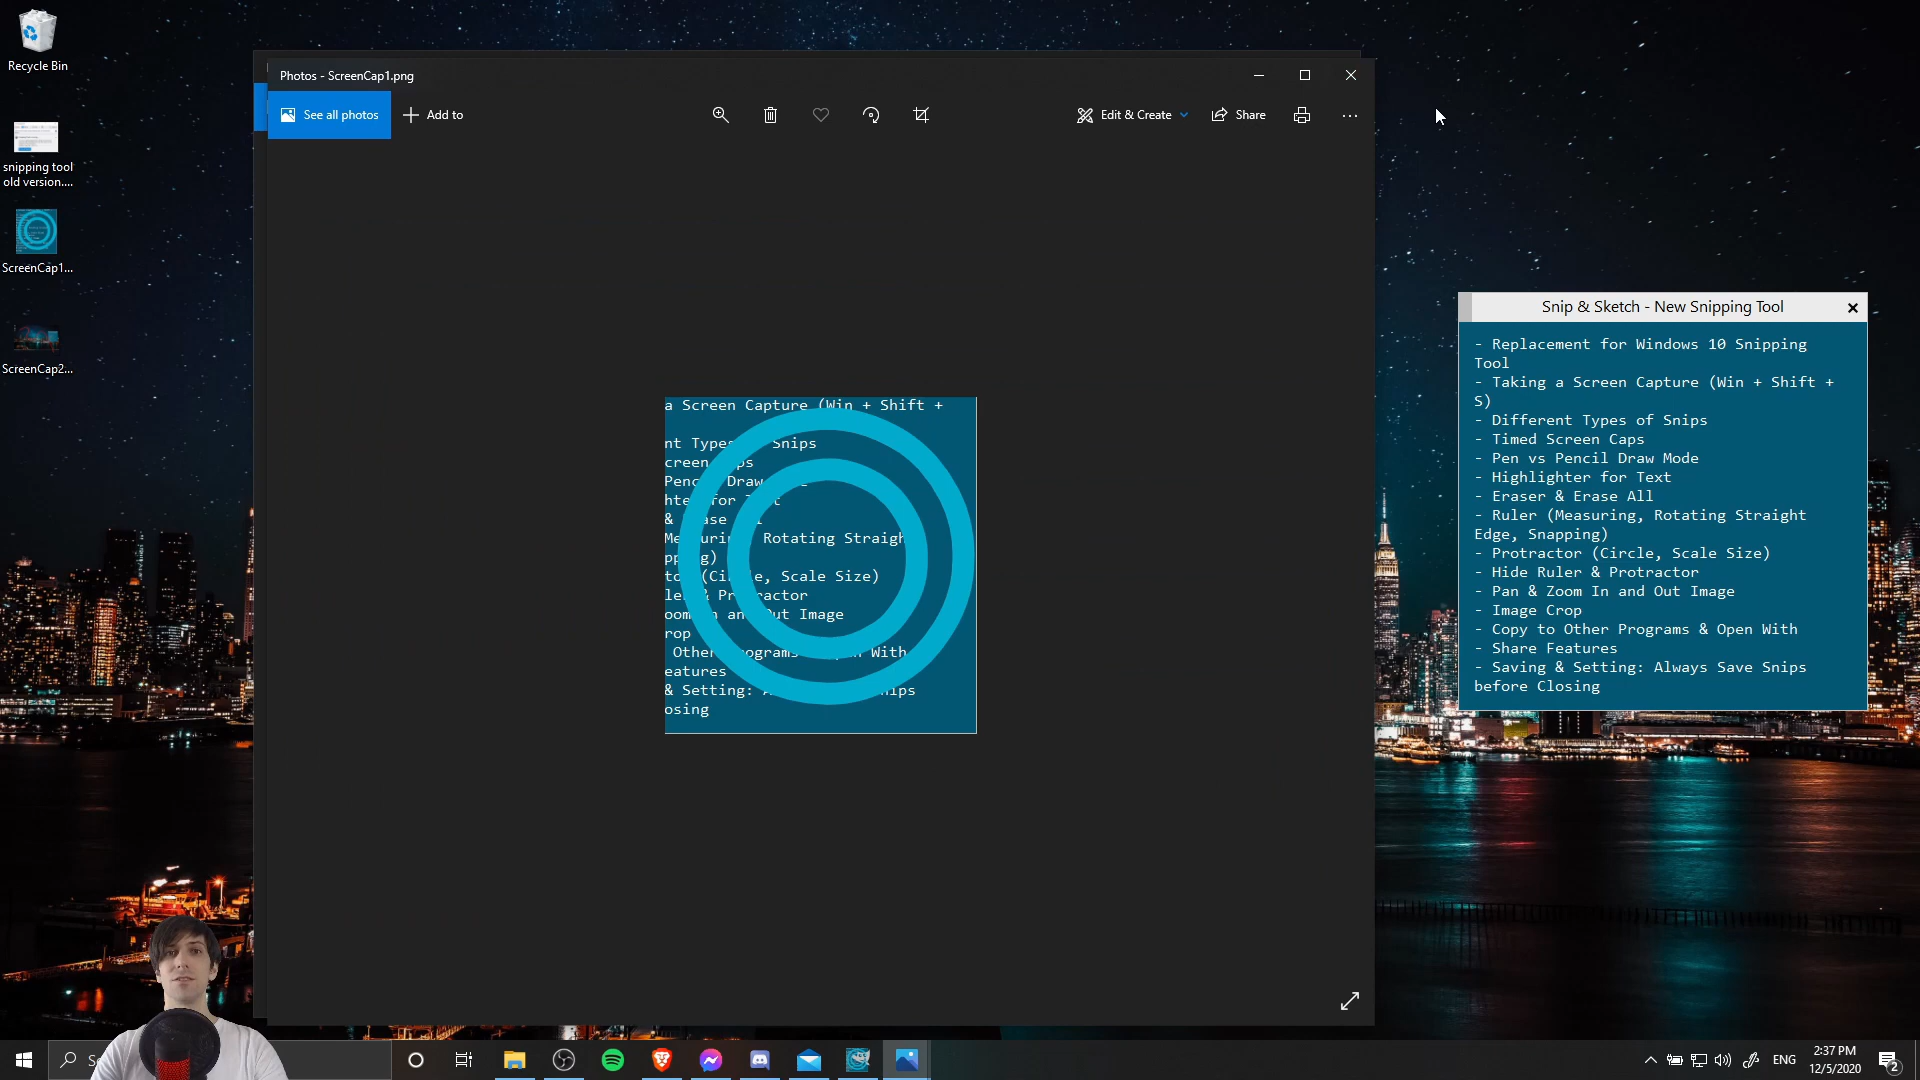 Recycle Bin
snipping tool
old version....
ScreenCap1...
ScreenCap2...
Photos - ScreenCap1.png
See all photos
Add to
Edit & Create
Share
a Screen Capture (Win + Shift +
nt Types Snips
creen ps
Penc Draw
hte for t
& ase l
Measurin , Rotating Straigh
pp g)
to (Ci le, Scale Size)
le & Protractor
oom n an ut Image
rop
Other ograms n With
eatures
& Setting: nips
osing
Snip & Sketch - New Snipping Tool
- Replacement for Windows 10 Snipping
Tool
- Taking a Screen Capture (Win + Shift +
S)
- Different Types of Snips
- Timed Screen Caps
- Pen vs Pencil Draw Mode
- Highlighter for Text
- Eraser & Erase All
- Ruler (Measuring, Rotating Straight
Edge, Snapping)
- Protractor (Circle, Scale Size)
- Hide Ruler & Protractor
- Pan & Zoom In and Out Image
- Image Crop
- Copy to Other Programs & Open With
- Share Features
- Saving & Setting: Always Save Snips
before Closing
ENG
2:37 PM
12/5/2020
2